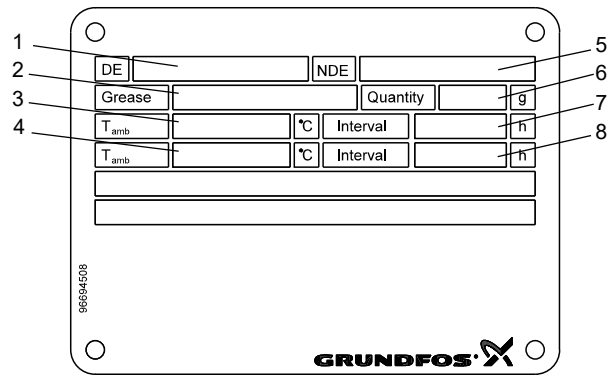 1
2
3
4
5
6
7
8
DE NDE
Grease Quantity g
Tamb °C Interval h
Tamb °C Interval h
96694508
GRUNDFOS